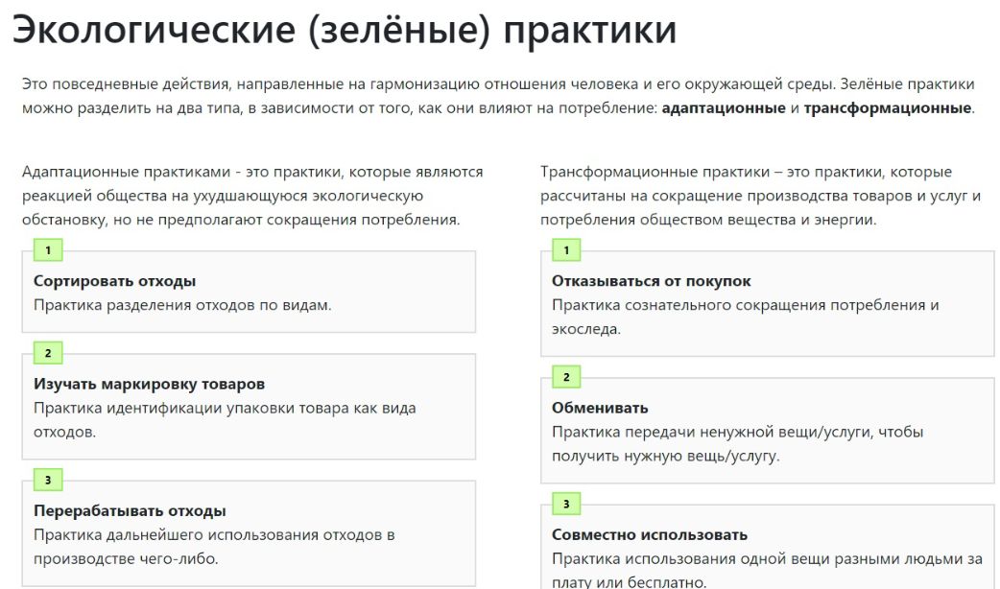 Экологические (зелёные) практики
Это повседневные действия, направленные на гармонизацию отношения человека и его окружающей среды. Зелёные практики
можно разделить на два типа, в зависимости от того, как они влияют на потребление: адаптационные и трансформационные.
Адаптационные практиками - это практики, которые являются
реакцией общества на ухудшающуюся экологическую
обстановку, но не предполагают сокращения потребления.
1
Сортировать отходы
Практика разделения отходов по видам.
2
Изучать маркировку товаров
Практика идентификации упаковки товара как вида
отходов.
3
Перерабатывать отходы
Практика дальнейшего использования отходов в
производстве чего-либо.
Трансформационные практики – это практики, которые
рассчитаны на сокращение производства товаров и услуг и
потребления обществом вещества и энергии.
1
Отказываться от покупок
Практика сознательного сокращения потребления и
экоследа.
2
Обменивать
Практика передачи ненужной вещи/услуги, чтобы
получить нужную вещь/услугу.
3
Совместно использовать
Практика использования одной вещи разными людьми за
плату или бесплатно.